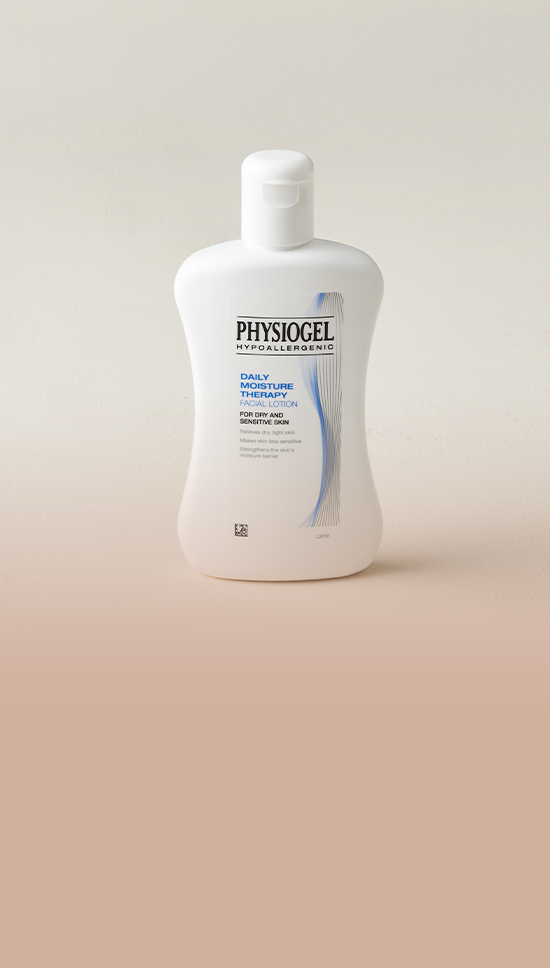 PHYSIOGEL
HYPOALLERGENIC
DAILY
MOISTURE
THERAPY
FACIAL LOTION
FOR DRY AND
SENSITIVE SKIN
Relieves dry, tight skin
Makes skin less sensitive
Strengthens the skin's
moisture barrier